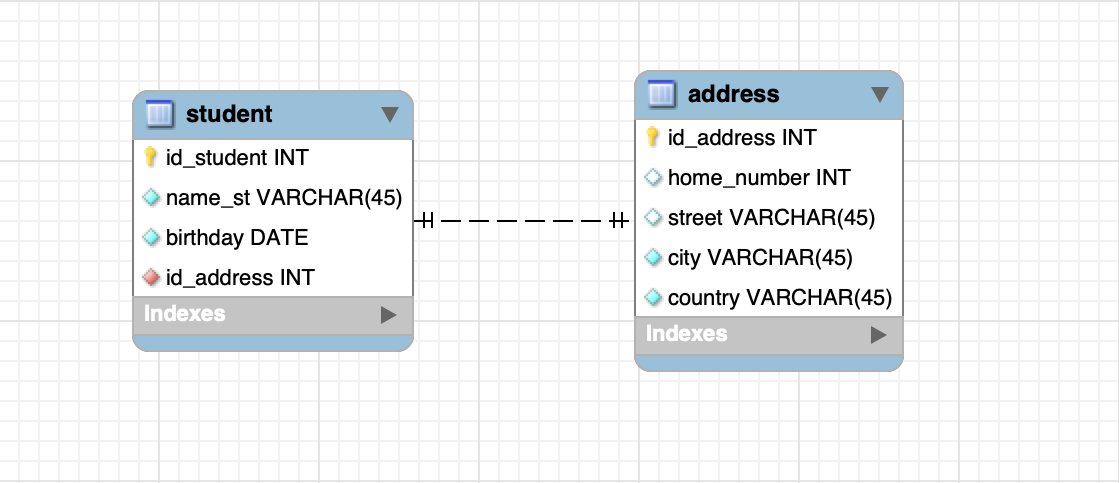 student
id_student INT
name_st VARCHAR(45)
birthday DATE
id_address INT
Indexes
address
id_address INT
home_number INT
street VARCHAR(45)
city VARCHAR(45)
country VARCHAR(45)
Indexes